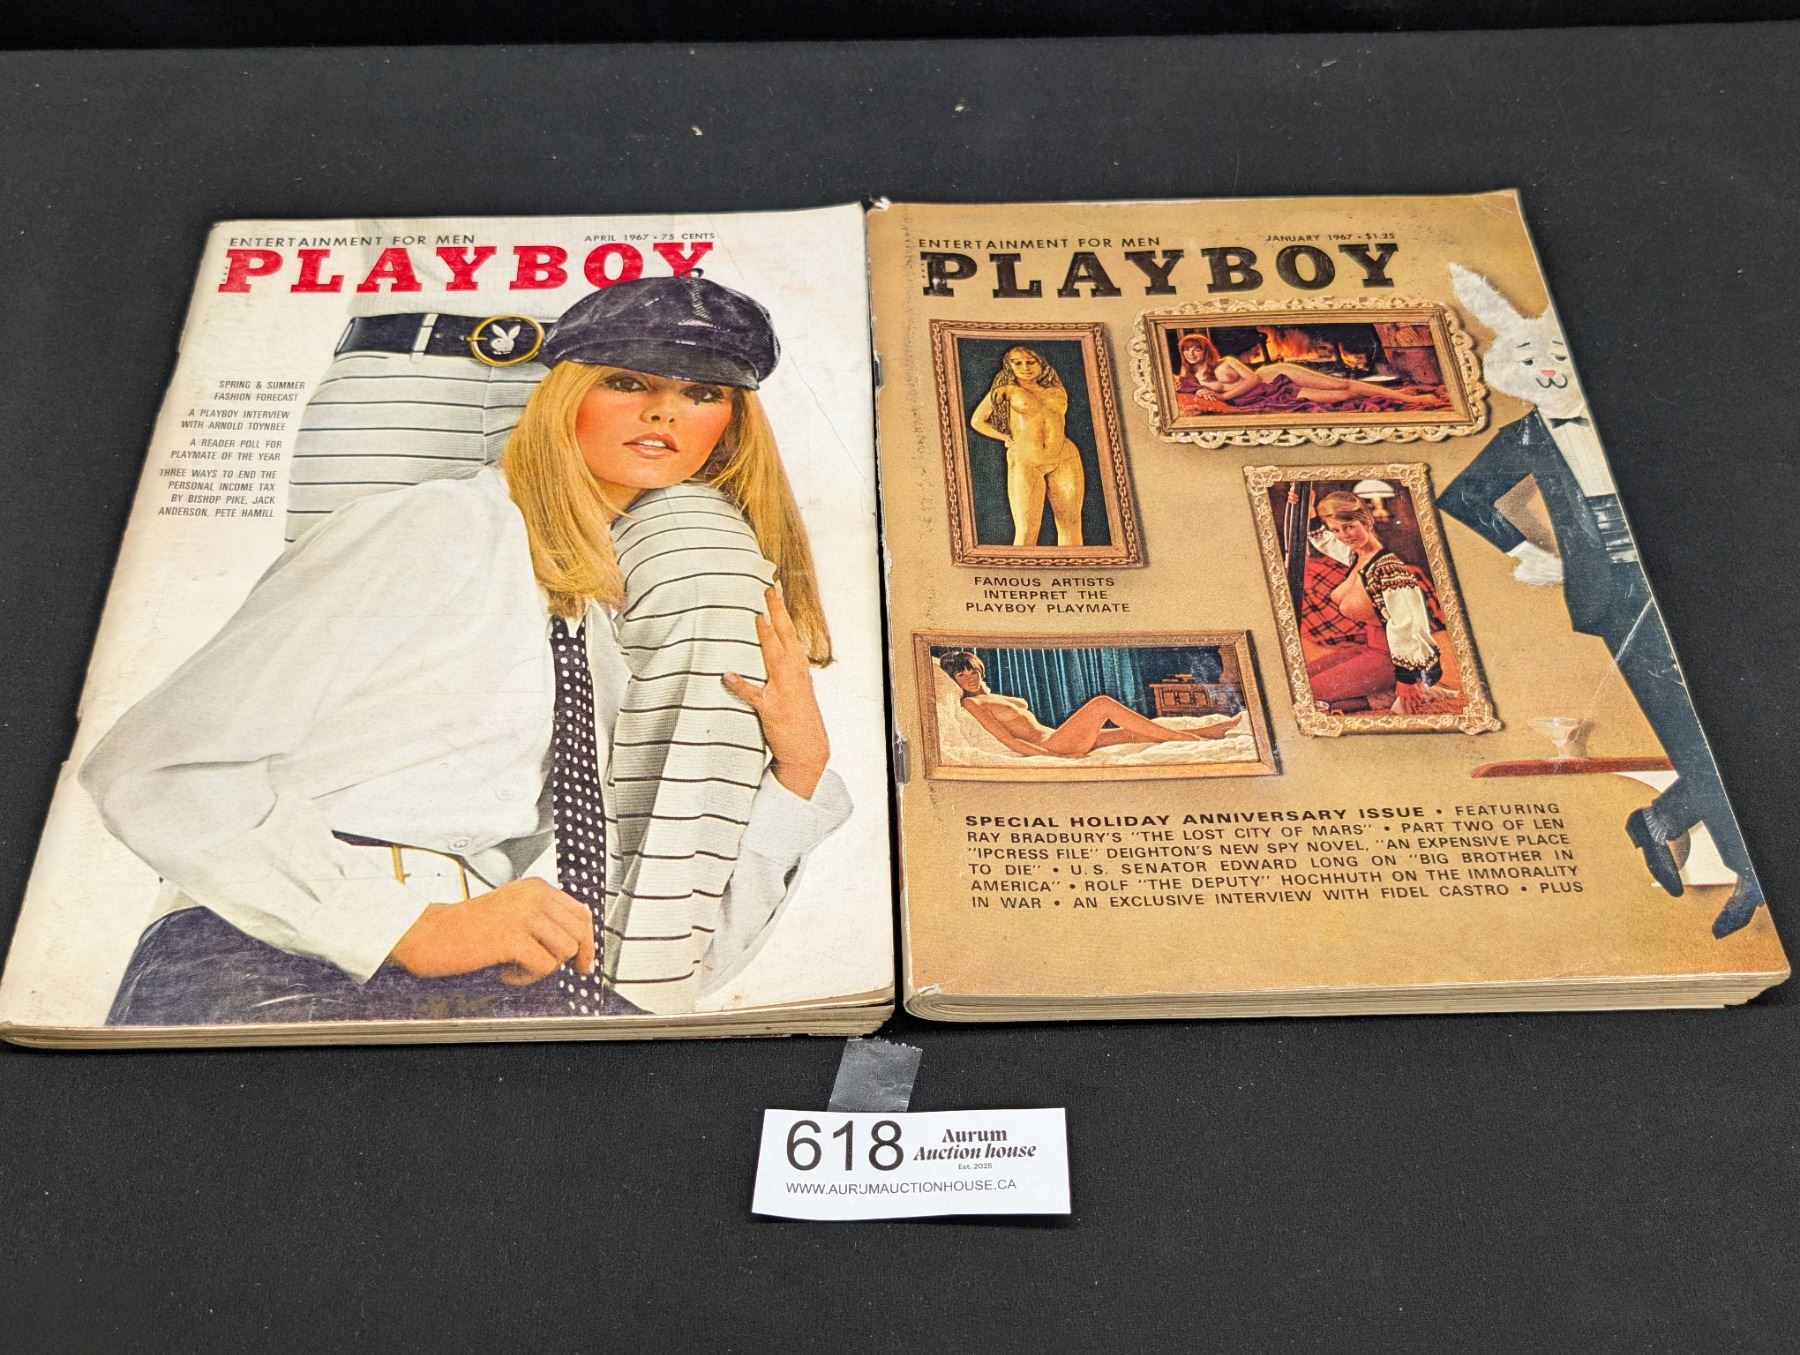 ENTERTAINMENT FOR MEN
APRIL 1967 • 75 CENTS
PLAYBOY
SPRING & SUMMER
FASHION FORECAST
A PLAYBOY INTERVIEW
WITH ARNOLD TOYNBEE
A READER POLL FOR
PLAYMATE OF THE YEAR
THREE WAYS TO END THE
PERSONAL INCOME TAX
BY BISHOP PIKE, JACK
ANDERSON, PETE HAMILL
ENTERTAINMENT FOR MEN
JANUARY 1967 • $1.25
PLAYBOY
FAMOUS ARTISTS
INTERPRET THE
PLAYBOY PLAYMATE
SPECIAL HOLIDAY ANNIVERSARY ISSUE • FEATURING
RAY BRADBURY'S "THE LOST CITY OF MARS" • PART TWO OF LEN
"IPCRESS FILE" DEIGHTON'S NEW SPY NOVEL, "AN EXPENSIVE PLACE
TO DIE" • U.S. SENATOR EDWARD LONG ON "BIG BROTHER IN
AMERICA" • ROLF "THE DEPUTY" HOCHHUTH ON THE IMMORALITY
IN WAR • AN EXCLUSIVE INTERVIEW WITH FIDEL CASTRO • PLUS
618
Aurum
Auction house
Est. 2025
WWW.AURUMAUCTIONHOUSE.CA